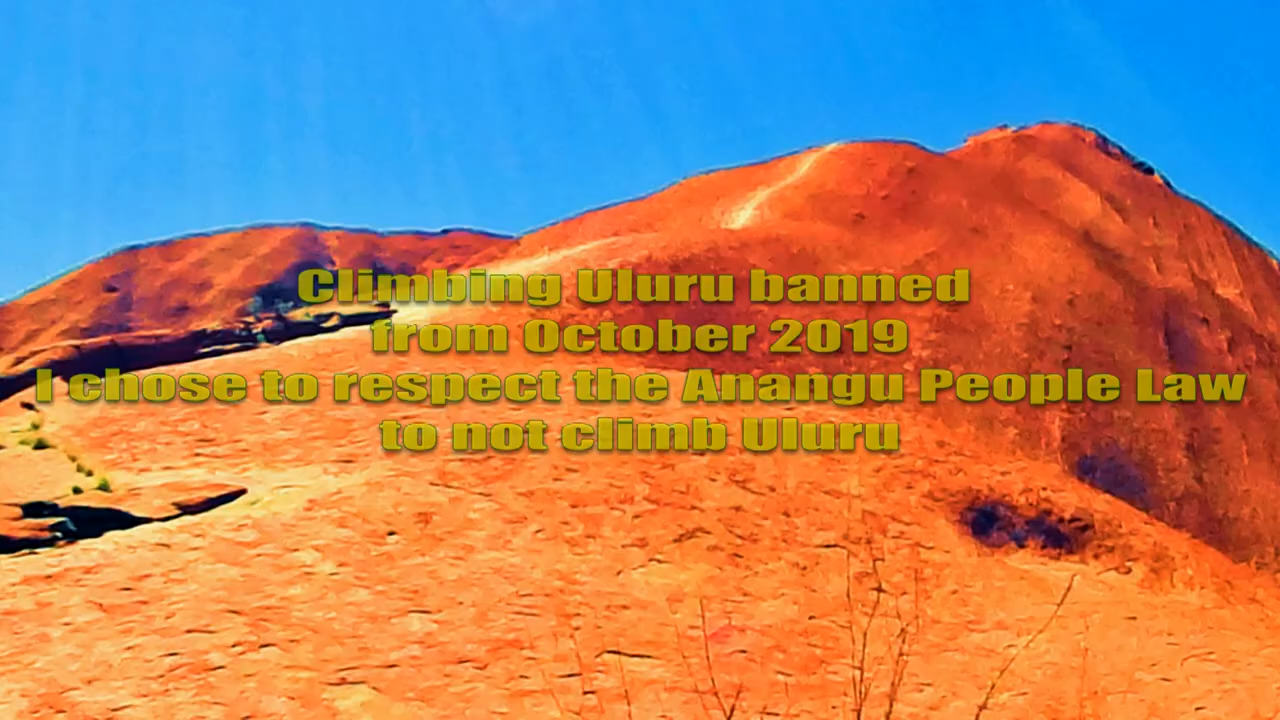 Climbing Uluru banned
from October 2019
I chose to respect the Anangu People Law
to not climb Uluru